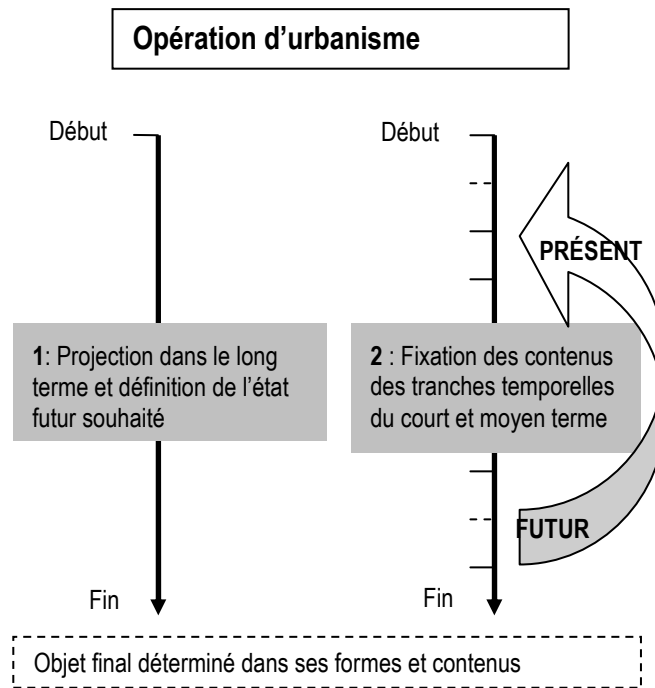 Opération d’urbanisme
Début
Début
PRÉSENT
1: Projection dans le long
terme et définition de l’état
futur souhaité
2 : Fixation des contenus
des tranches temporelles
du court et moyen terme
FUTUR
Fin
Fin
Objet final déterminé dans ses formes et contenus